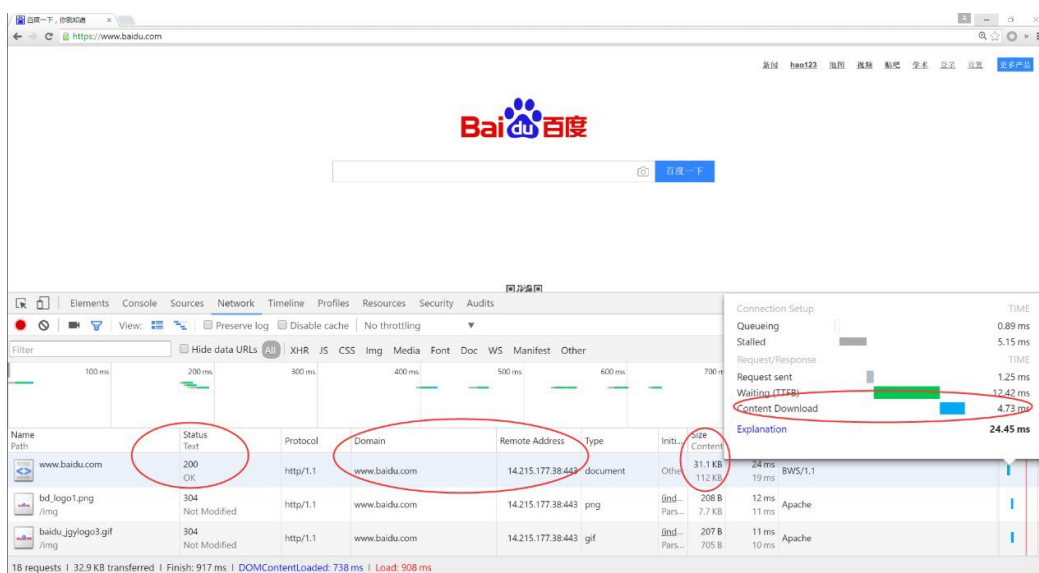 百度一下，你就知道
https://www.baidu.com
新闻 hao123 地图 视频 贴吧 学术 登录 设置 更多产品
Bai du 百度
百度一下
Elements Console Sources Network Timeline Profiles Resources Security Audits
View: Preserve log Disable cache No throttling
Filter Hide data URLs All XHR JS CSS Img Media Font Doc WS Manifest Other
100 ms 200 ms 300 ms 400 ms 500 ms 600 ms
Connection Setup TIME
Queueing 0.89 ms
Stalled 5.15 ms
Request/Response TIME
Request sent 1.25 ms
Waiting (TTFB) 12.42 ms
Content Download 4.73 ms
Explanation 24.45 ms
Name Status Protocol Domain Remote Address Type Initi... Size
Path Text Content
www.baidu.com 200 http/1.1 www.baidu.com 14.215.177.38:443 document Other 31.1 KB 24 ms BWS/1.1
OK 112 KB 19 ms
bd_logo1.png 304 http/1.1 www.baidu.com 14.215.177.38:443 png (ind... 208 B 12 ms Apache
/img Not Modified Pars... 7.7 KB 11 ms
baidu_jgylogo3.gif 304 http/1.1 www.baidu.com 14.215.177.38:443 gif (ind... 207 B 11 ms Apache
/img Not Modified Pars... 705 B 10 ms
18 requests | 32.9 KB transferred | Finish: 917 ms | DOMContentLoaded: 738 ms | Load: 908 ms